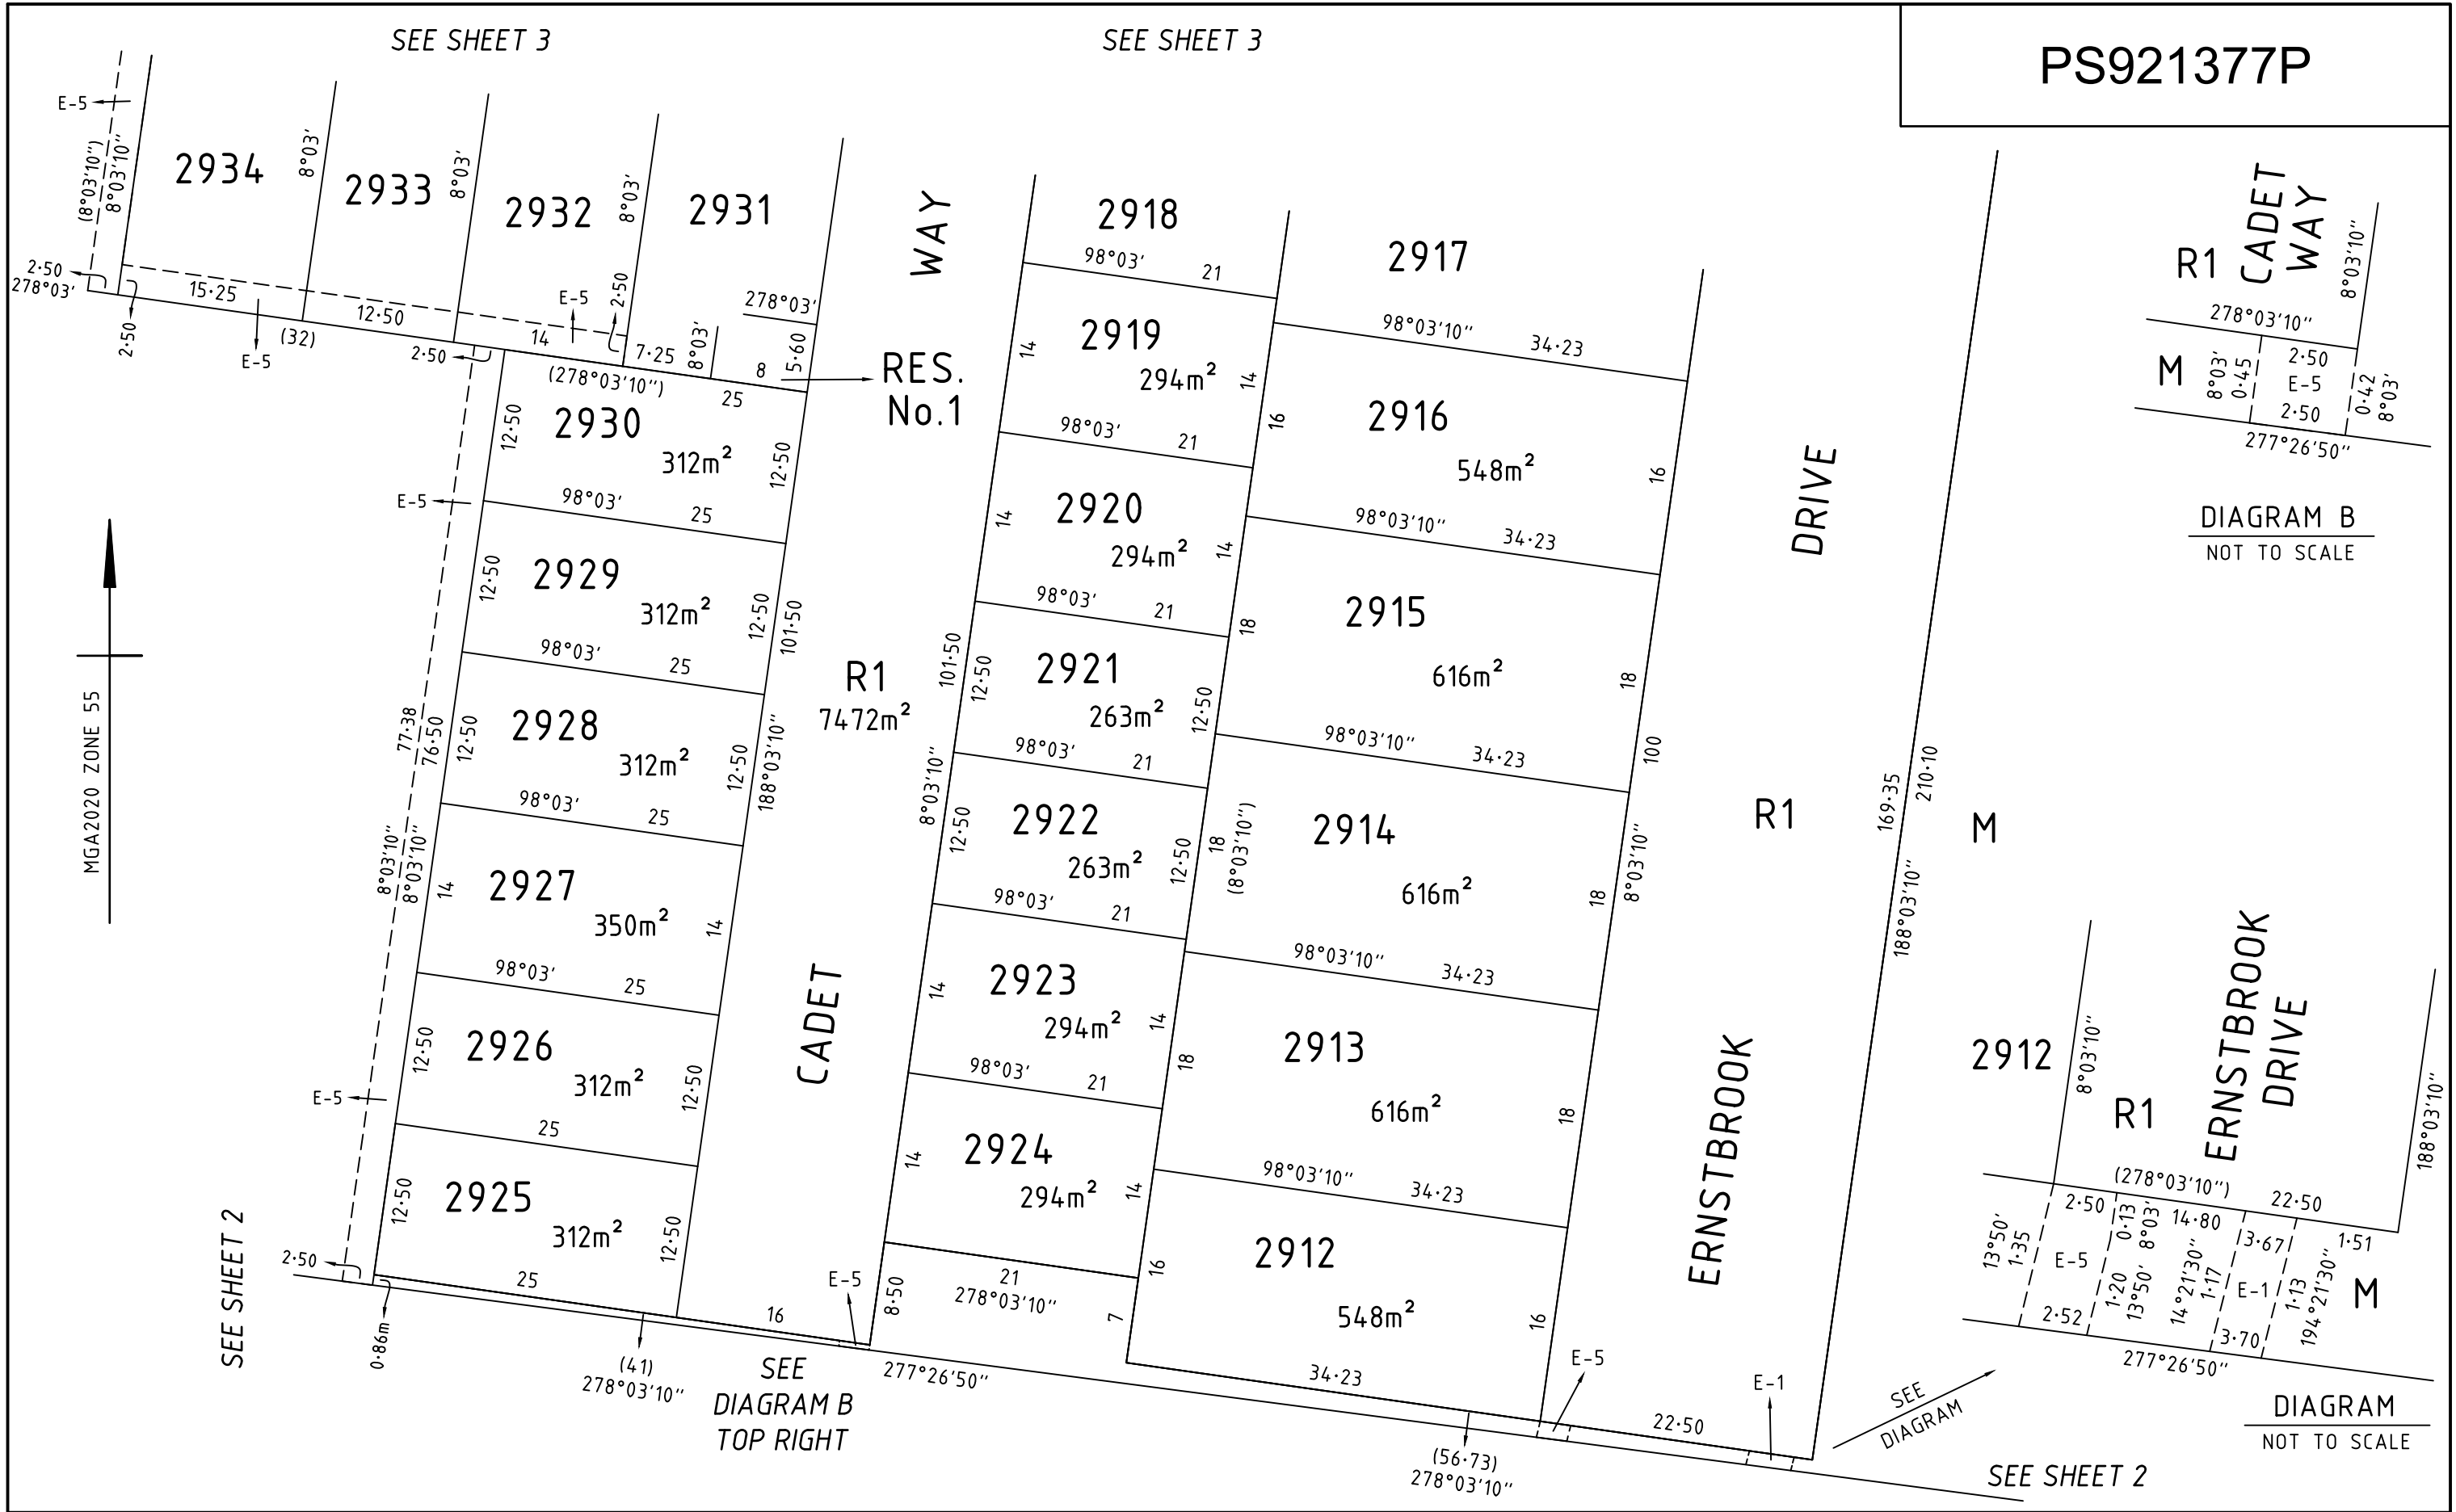 SEE SHEET 3
SEE SHEET 3
PS921377P
E-5
(8°03'10")
8°03'10"
2934
8°03'
2933
8°03'
2932
8°03'
2931
2·50
278°03'
2·50
15·25
E-5
(32)
12·50
2·50
14
E-5
2·50
7·25
8°03'
278°03'
8
5·60
(278°03'10")
25
RES.
No.1
WAY
2930
312m²
12·50
12·50
98°03'
25
E-5
2929
312m²
12·50
12·50
101·50
98°03'
25
2928
312m²
77·38
76·50
12·50
12·50
188°03'10"
98°03'
25
2927
350m²
8°03'10"
8°03'10"
14
14
98°03'
25
2926
312m²
12·50
12·50
E-5
25
2925
312m²
12·50
12·50
2·50
25
0·86m
SEE SHEET 2
MGA2020 ZONE 55
R1
7472m²
CADET
16
E-5
8·50
(41)
278°03'10"
SEE
DIAGRAM B
TOP RIGHT
277°26'50"
2918
98°03'
21
2919
294m²
14
14
98°03'
21
2920
294m²
14
14
98°03'
21
2921
263m²
101·50
12·50
12·50
98°03'
21
2922
263m²
8°03'10"
12·50
12·50
98°03'
21
2923
294m²
14
14
98°03'
21
2924
294m²
14
14
21
278°03'10"
7
2917
98°03'10"
34·23
2916
548m²
16
16
98°03'10"
34·23
2915
616m²
18
18
98°03'10"
34·23
100
2914
616m²
18
(8°03'10")
18
8°03'10"
98°03'10"
34·23
2913
616m²
18
18
98°03'10"
34·23
2912
548m²
16
16
34·23
E-5
E-1
22·50
(56·73)
278°03'10"
DRIVE
R1
ERNSTBROOK
169·35
210·10
188°03'10"
M
SEE
DIAGRAM
SEE SHEET 2
CADET
WAY
R1
8°03'10"
278°03'10"
M
8°03'
0·45
2·50
E-5
2·50
0·42
8°03'
277°26'50"
DIAGRAM B
NOT TO SCALE
2912
8°03'10"
R1
ERNSTBROOK
DRIVE
188°03'10"
(278°03'10")
22·50
13°50'
1·35
2·50
E-5
2·52
0·13
8°03'
1·20
13°50'
14·80
14°21'30"
1·17
3·67
E-1
3·70
1·13
194°21'30"
1·51
M
277°26'50"
DIAGRAM
NOT TO SCALE